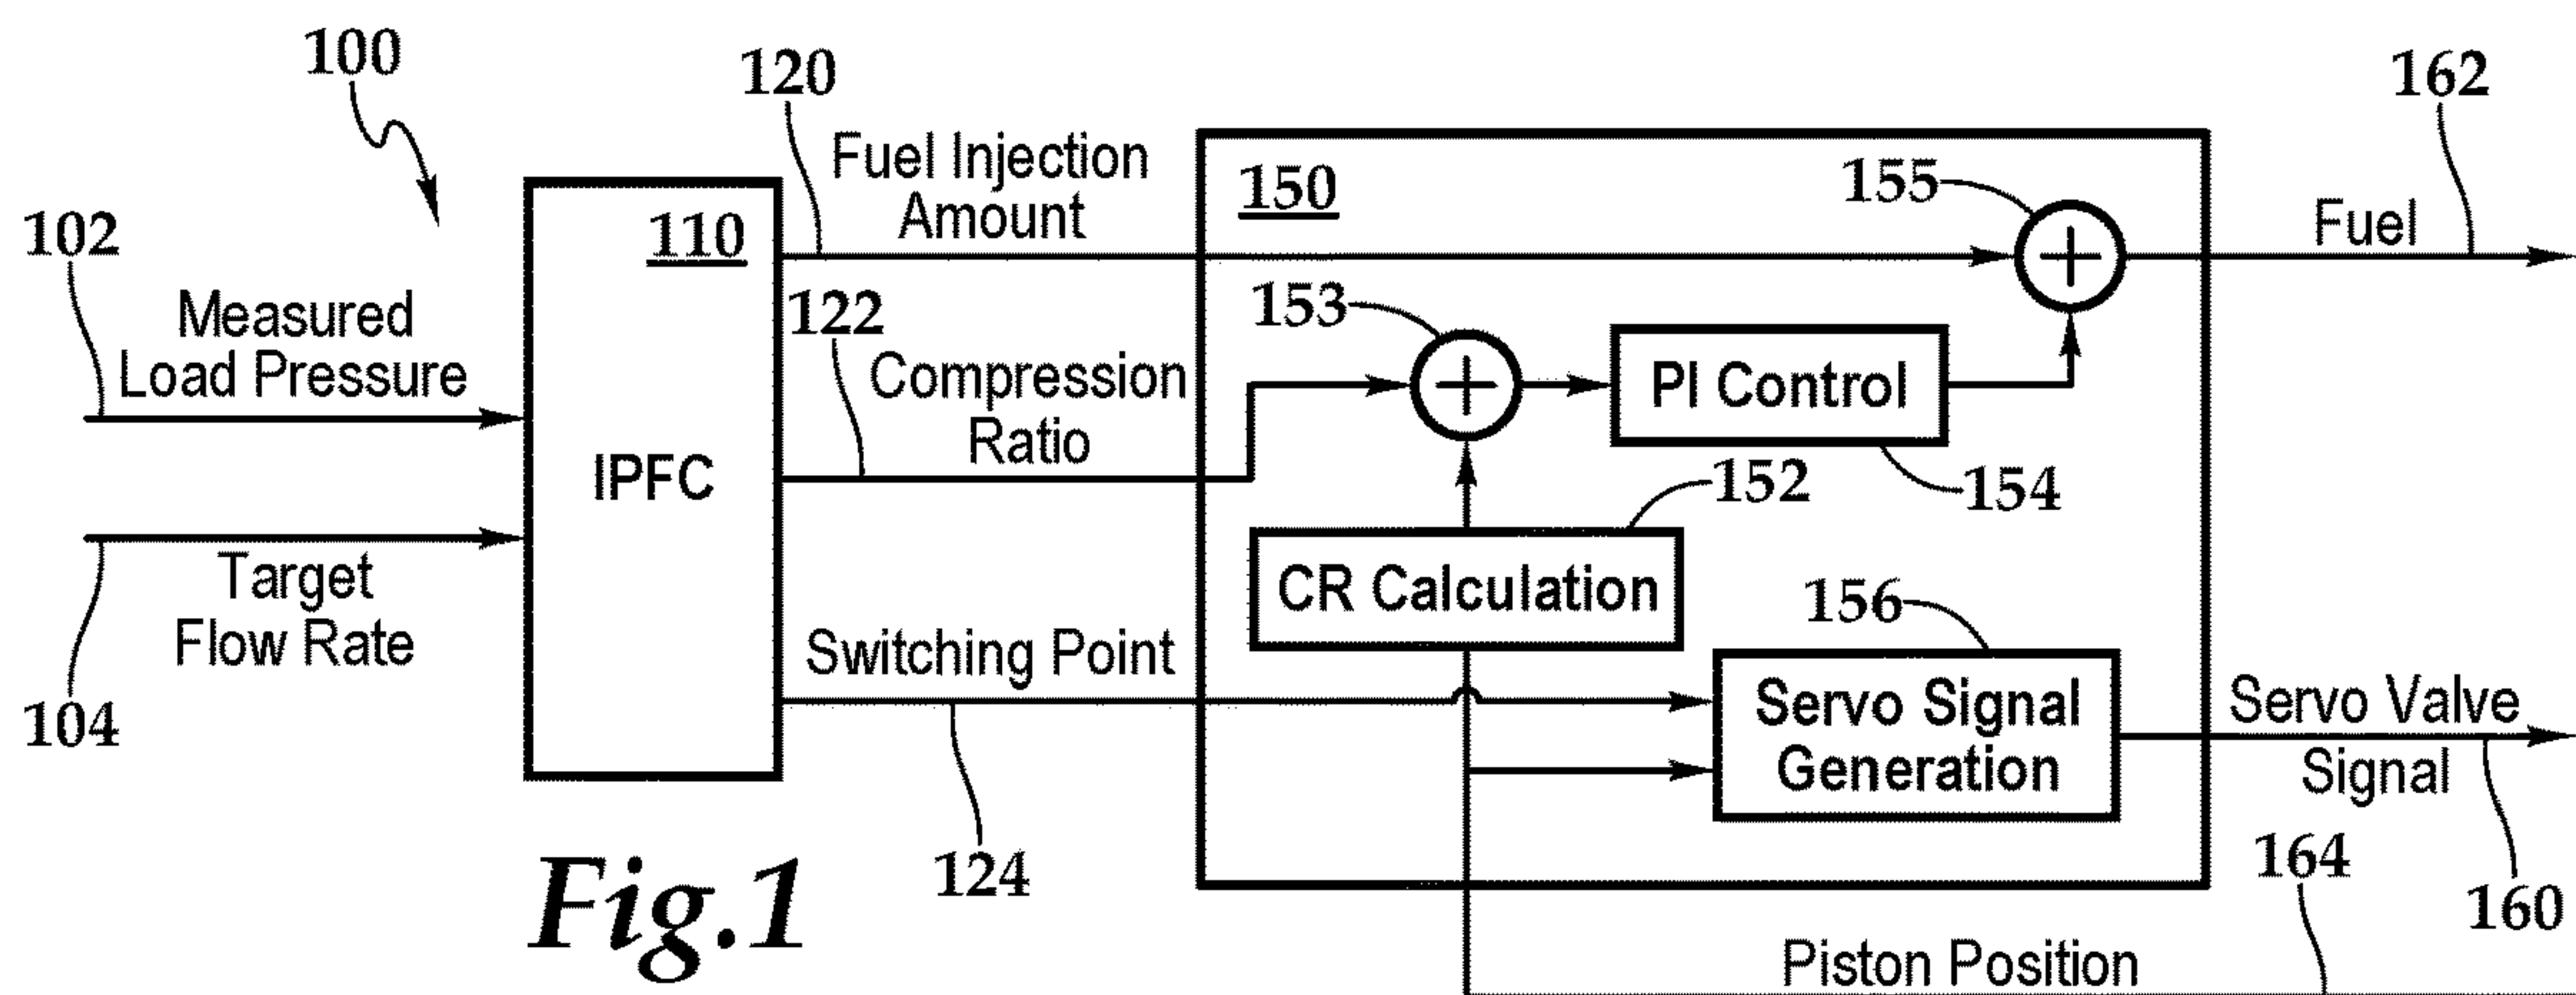 100
120
162
Fuel Injection
Amount
150
155
Fuel
102
110
Measured
Load Pressure
122
Compression
Ratio
153
PI Control
IPFC
152
154
Target
Flow Rate
104
CR Calculation
156
Switching Point
Servo Signal
Generation
Servo Valve
Signal
124
164
160
Fig.1
Piston Position